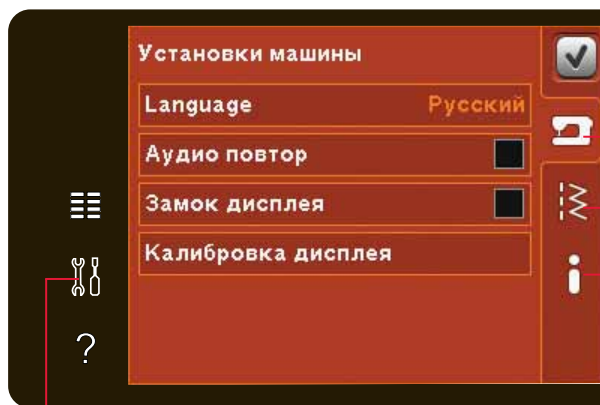 Установки машины
Language Русский
Аудио повтор
Замок дисплея
Калибровка дисплея
?